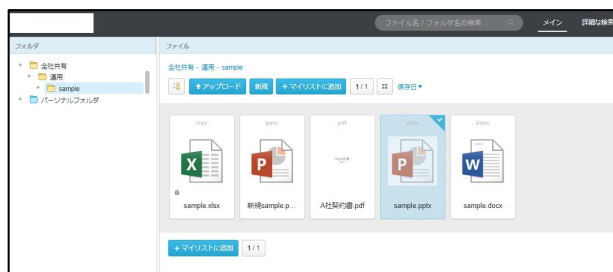 ファイル名 / フォルダ名の検索
メイン
詳細な検索
フォルダ
ファイル
全社共有
運用
sample
パーソナルフォルダ
全社共有 - 運用 - sample
アップロード
新規
+ マイリストに追加
1 / 1
保存日▼
xlsx
pptx
pdf
pptx
docx
sample.xlsx
新規sample.p...
A社契約書.pdf
sample.pptx
sample.docx
+ マイリストに追加
1 / 1